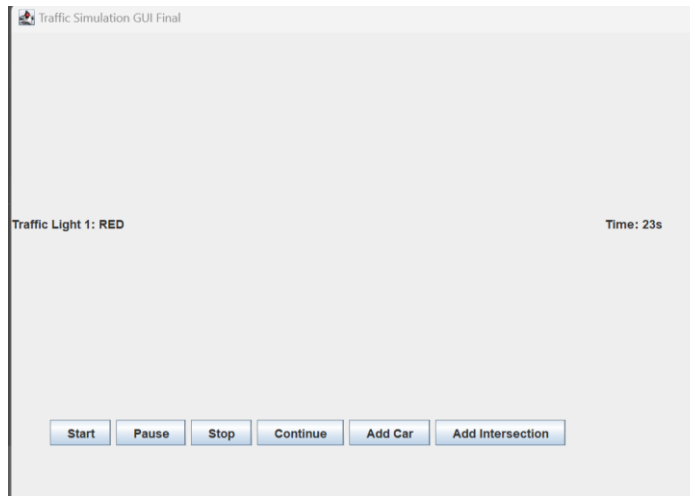 Traffic Simulation GUI Final
Traffic Light 1: RED Time: 23s
Start Pause Stop Continue Add Car Add Intersection